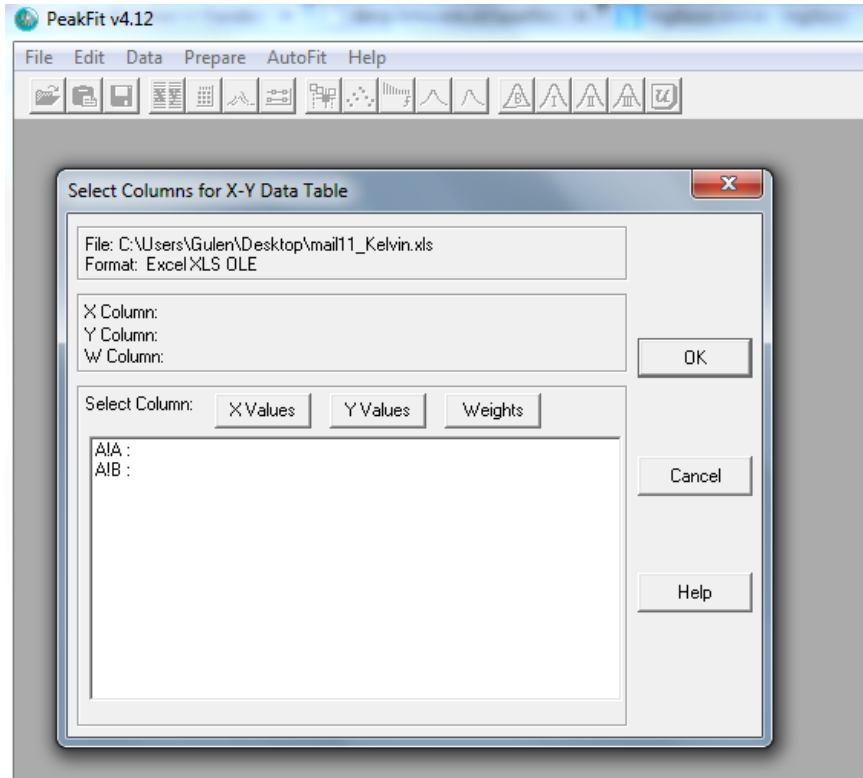 PeakFit v4.12
File Edit Data Prepare AutoFit Help
Select Columns for X-Y Data Table
File: C:\Users\Gulen\Desktop\mail11_Kelvin.xls
Format: Excel XLS OLE
X Column:
Y Column:
W Column:
OK
Select Column: X Values Y Values Weights
A!A :
A!B :
Cancel
Help